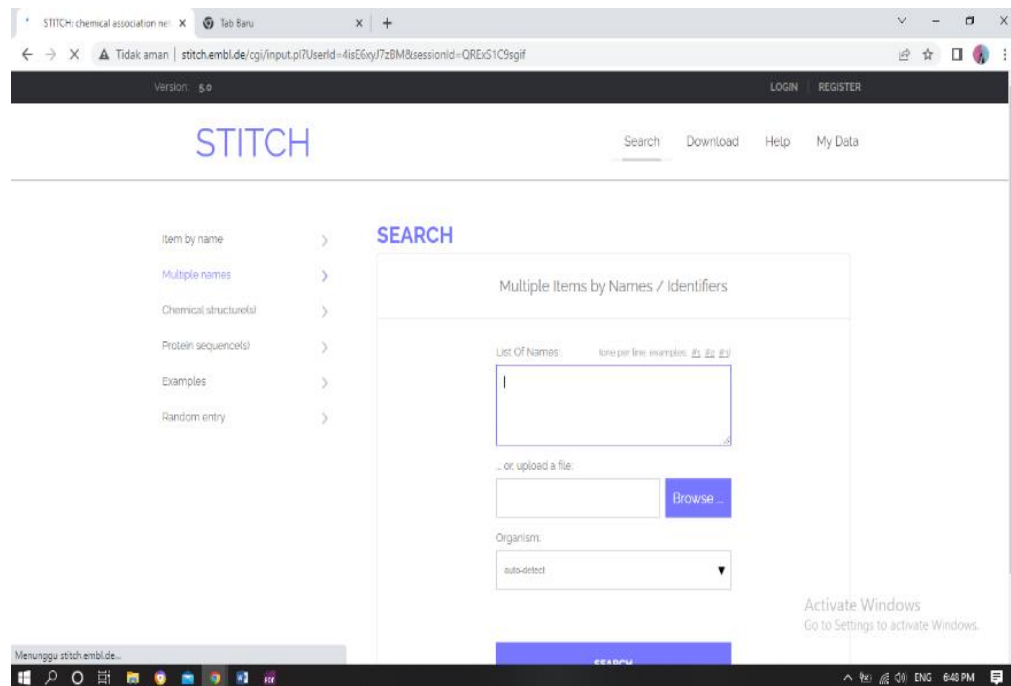 STITCH: chemical association net
Tab Baru
Tidak aman | stitch.embl.de/cgi/input.pl?UserId=4isE6xyJ7zBM&sessionId=QRExS1C9sgif
Version: 5.0
LOGIN | REGISTER
STITCH
Search Download Help My Data
Item by name
Multiple names
Chemical structure(s)
Protein sequence(s)
Examples
Random entry
SEARCH
Multiple Items by Names / Identifiers
List Of Names: (one per line; examples: #1 #2 #3)
... or, upload a file:
Browse ...
Organism:
auto-detect
SEARCH
Activate Windows
Go to Settings to activate Windows.
Menunggu stitch.embl.de...
ENG 6:48 PM